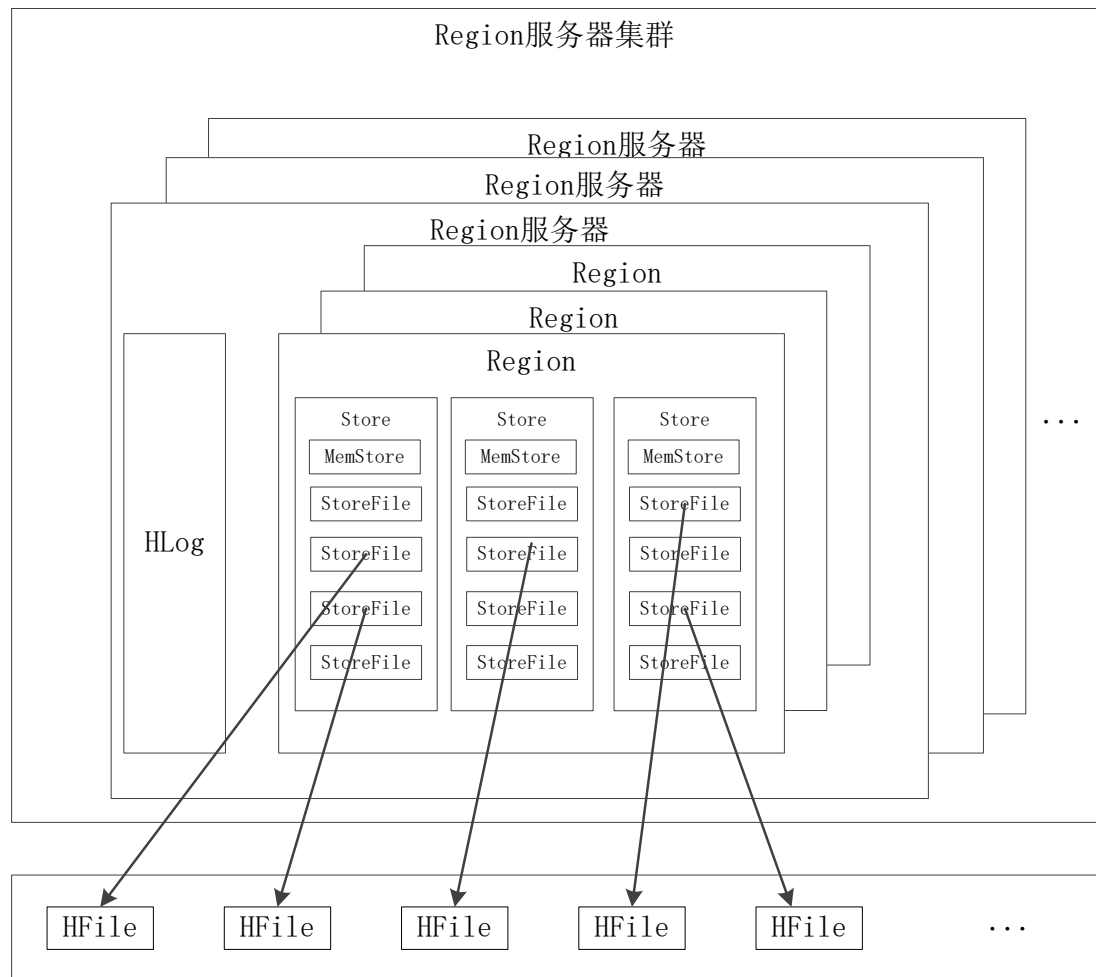 Region服务器集群
Region服务器
Region服务器
Region服务器
Region
Region
Region
Store Store Store
...
MemStore MemStore MemStore
StoreFile StoreFile StoreFile
HLog
StoreFile StoreFile StoreFile
StoreFile StoreFile StoreFile
StoreFile StoreFile StoreFile
HFile HFile HFile HFile HFile ...